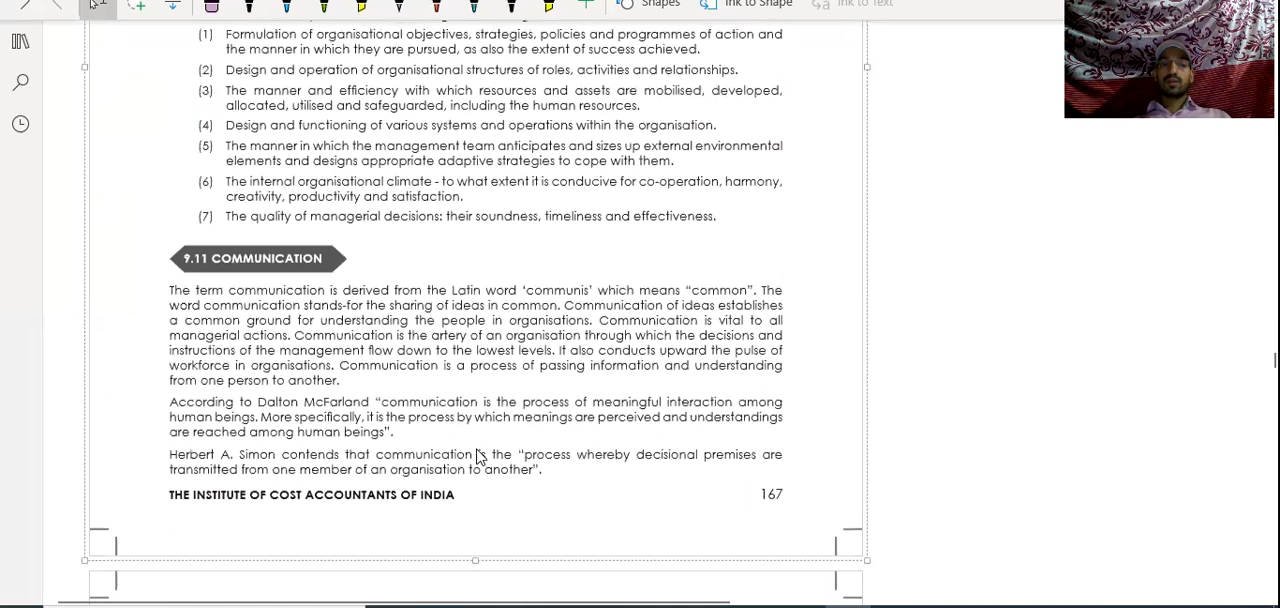 Shapes
Ink to Shape
Ink to Text
(1) Formulation of organisational objectives, strategies, policies and programmes of action and
the manner in which they are pursued, as also the extent of success achieved.
(2) Design and operation of organisational structures of roles, activities and relationships.
(3) The manner and efficiency with which resources and assets are mobilised, developed,
allocated, utilised and safeguarded, including the human resources.
(4) Design and functioning of various systems and operations within the organisation.
(5) The manner in which the management team anticipates and sizes up external environmental
elements and designs appropriate adaptive strategies to cope with them.
(6) The internal organisational climate - to what extent it is conducive for co-operation, harmony,
creativity, productivity and satisfaction.
(7) The quality of managerial decisions: their soundness, timeliness and effectiveness.
9.11 COMMUNICATION
The term communication is derived from the Latin word ‘communis’ which means “common”. The
word communication stands-for the sharing of ideas in common. Communication of ideas establishes
a common ground for understanding the people in organisations. Communication is vital to all
managerial actions. Communication is the artery of an organisation through which the decisions and
instructions of the management flow down to the lowest levels. It also conducts upward the pulse of
workforce in organisations. Communication is a process of passing information and understanding
from one person to another.
According to Dalton McFarland “communication is the process of meaningful interaction among
human beings. More specifically, it is the process by which meanings are perceived and understandings
are reached among human beings”.
Herbert A. Simon contends that communication is the “process whereby decisional premises are
transmitted from one member of an organisation to another”.
THE INSTITUTE OF COST ACCOUNTANTS OF INDIA 167